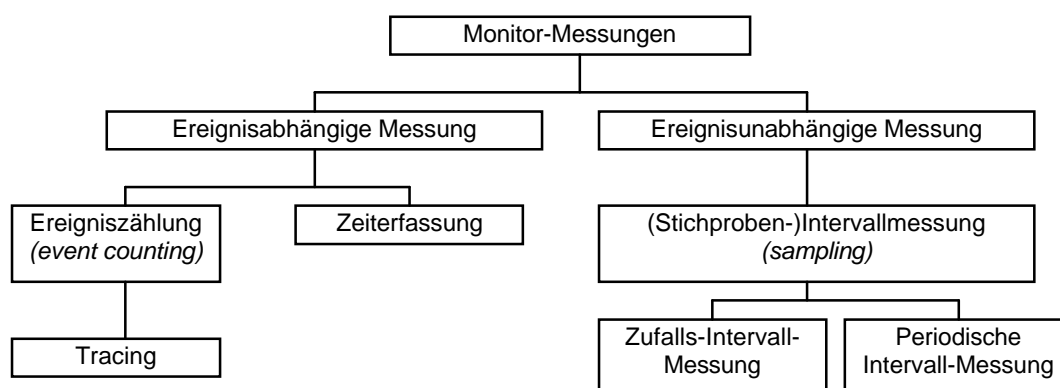 Monitor-Messungen
Ereignisabhängige Messung
Ereignisunabhängige Messung
Ereigniszählung
(event counting)
Zeiterfassung
(Stichproben-)Intervallmessung
(sampling)
Tracing
Zufalls-Intervall-
Messung
Periodische
Intervall-Messung